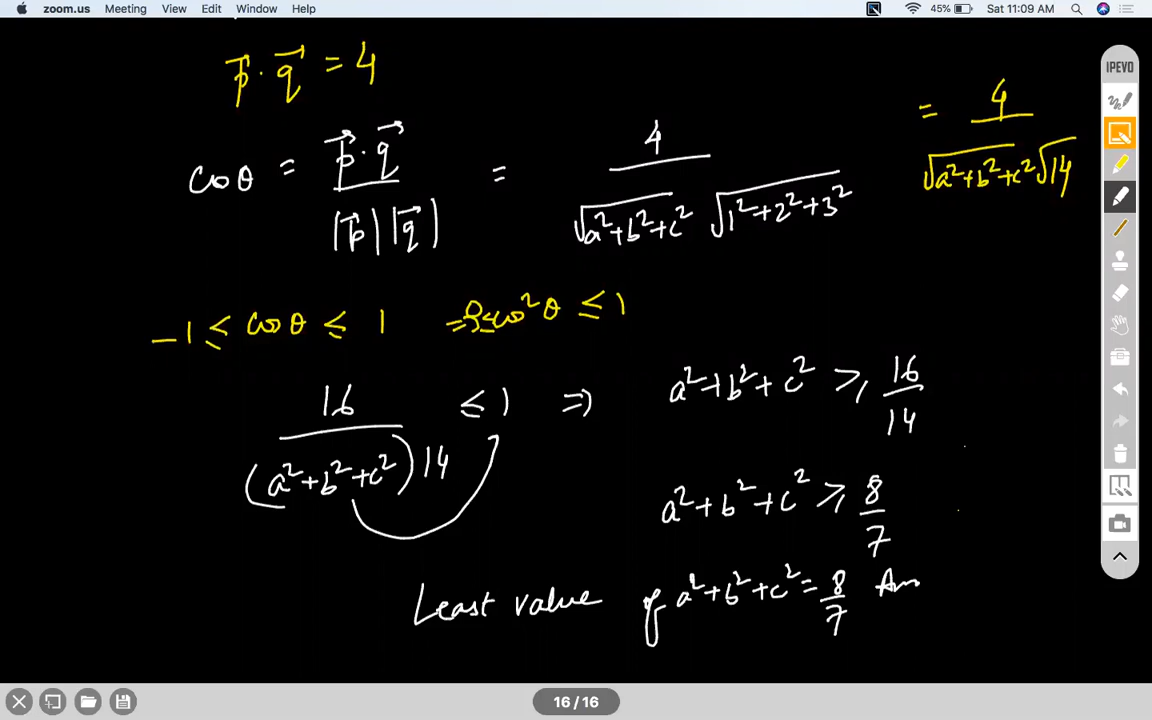 zoom.us Meeting View Edit Window Help 45% Sat 11:09 AM
IPEVO
p⃗ · q⃗ = 4
cosθ = p⃗ · q⃗ / |p⃗| |q⃗| = 4 / √a²+b²+c² √1²+2²+3² = 4 / √a²+b²+c² √14
-1 ≤ cosθ ≤ 1 ⇒ 0 ≤ cos²θ ≤ 1
16 / (a²+b²+c²) 14 ≤ 1 ⇒ a²+b²+c² ≥ 16/14
a²+b²+c² ≥ 8/7
Least value of a²+b²+c² = 8/7 Ans
16 / 16